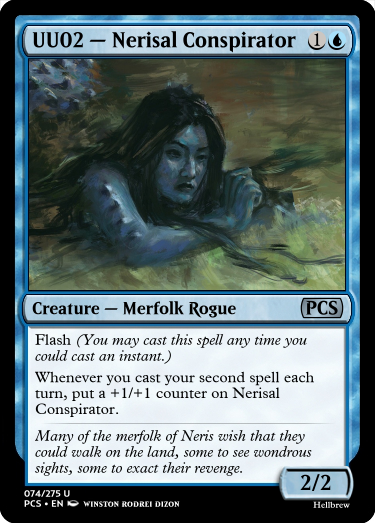 UU02 — Nerisal Conspirator 1
Creature — Merfolk Rogue PCS
Flash (You may cast this spell any time you
could cast an instant.)
Whenever you cast your second spell each
turn, put a +1/+1 counter on Nerisal
Conspirator.
Many of the merfolk of Neris wish that they
could walk on the land, some to see wondrous
sights, some to exact their revenge.
2/2
074/275 U
PCS • EN WINSTON RODREI DIZON
Hellbrew